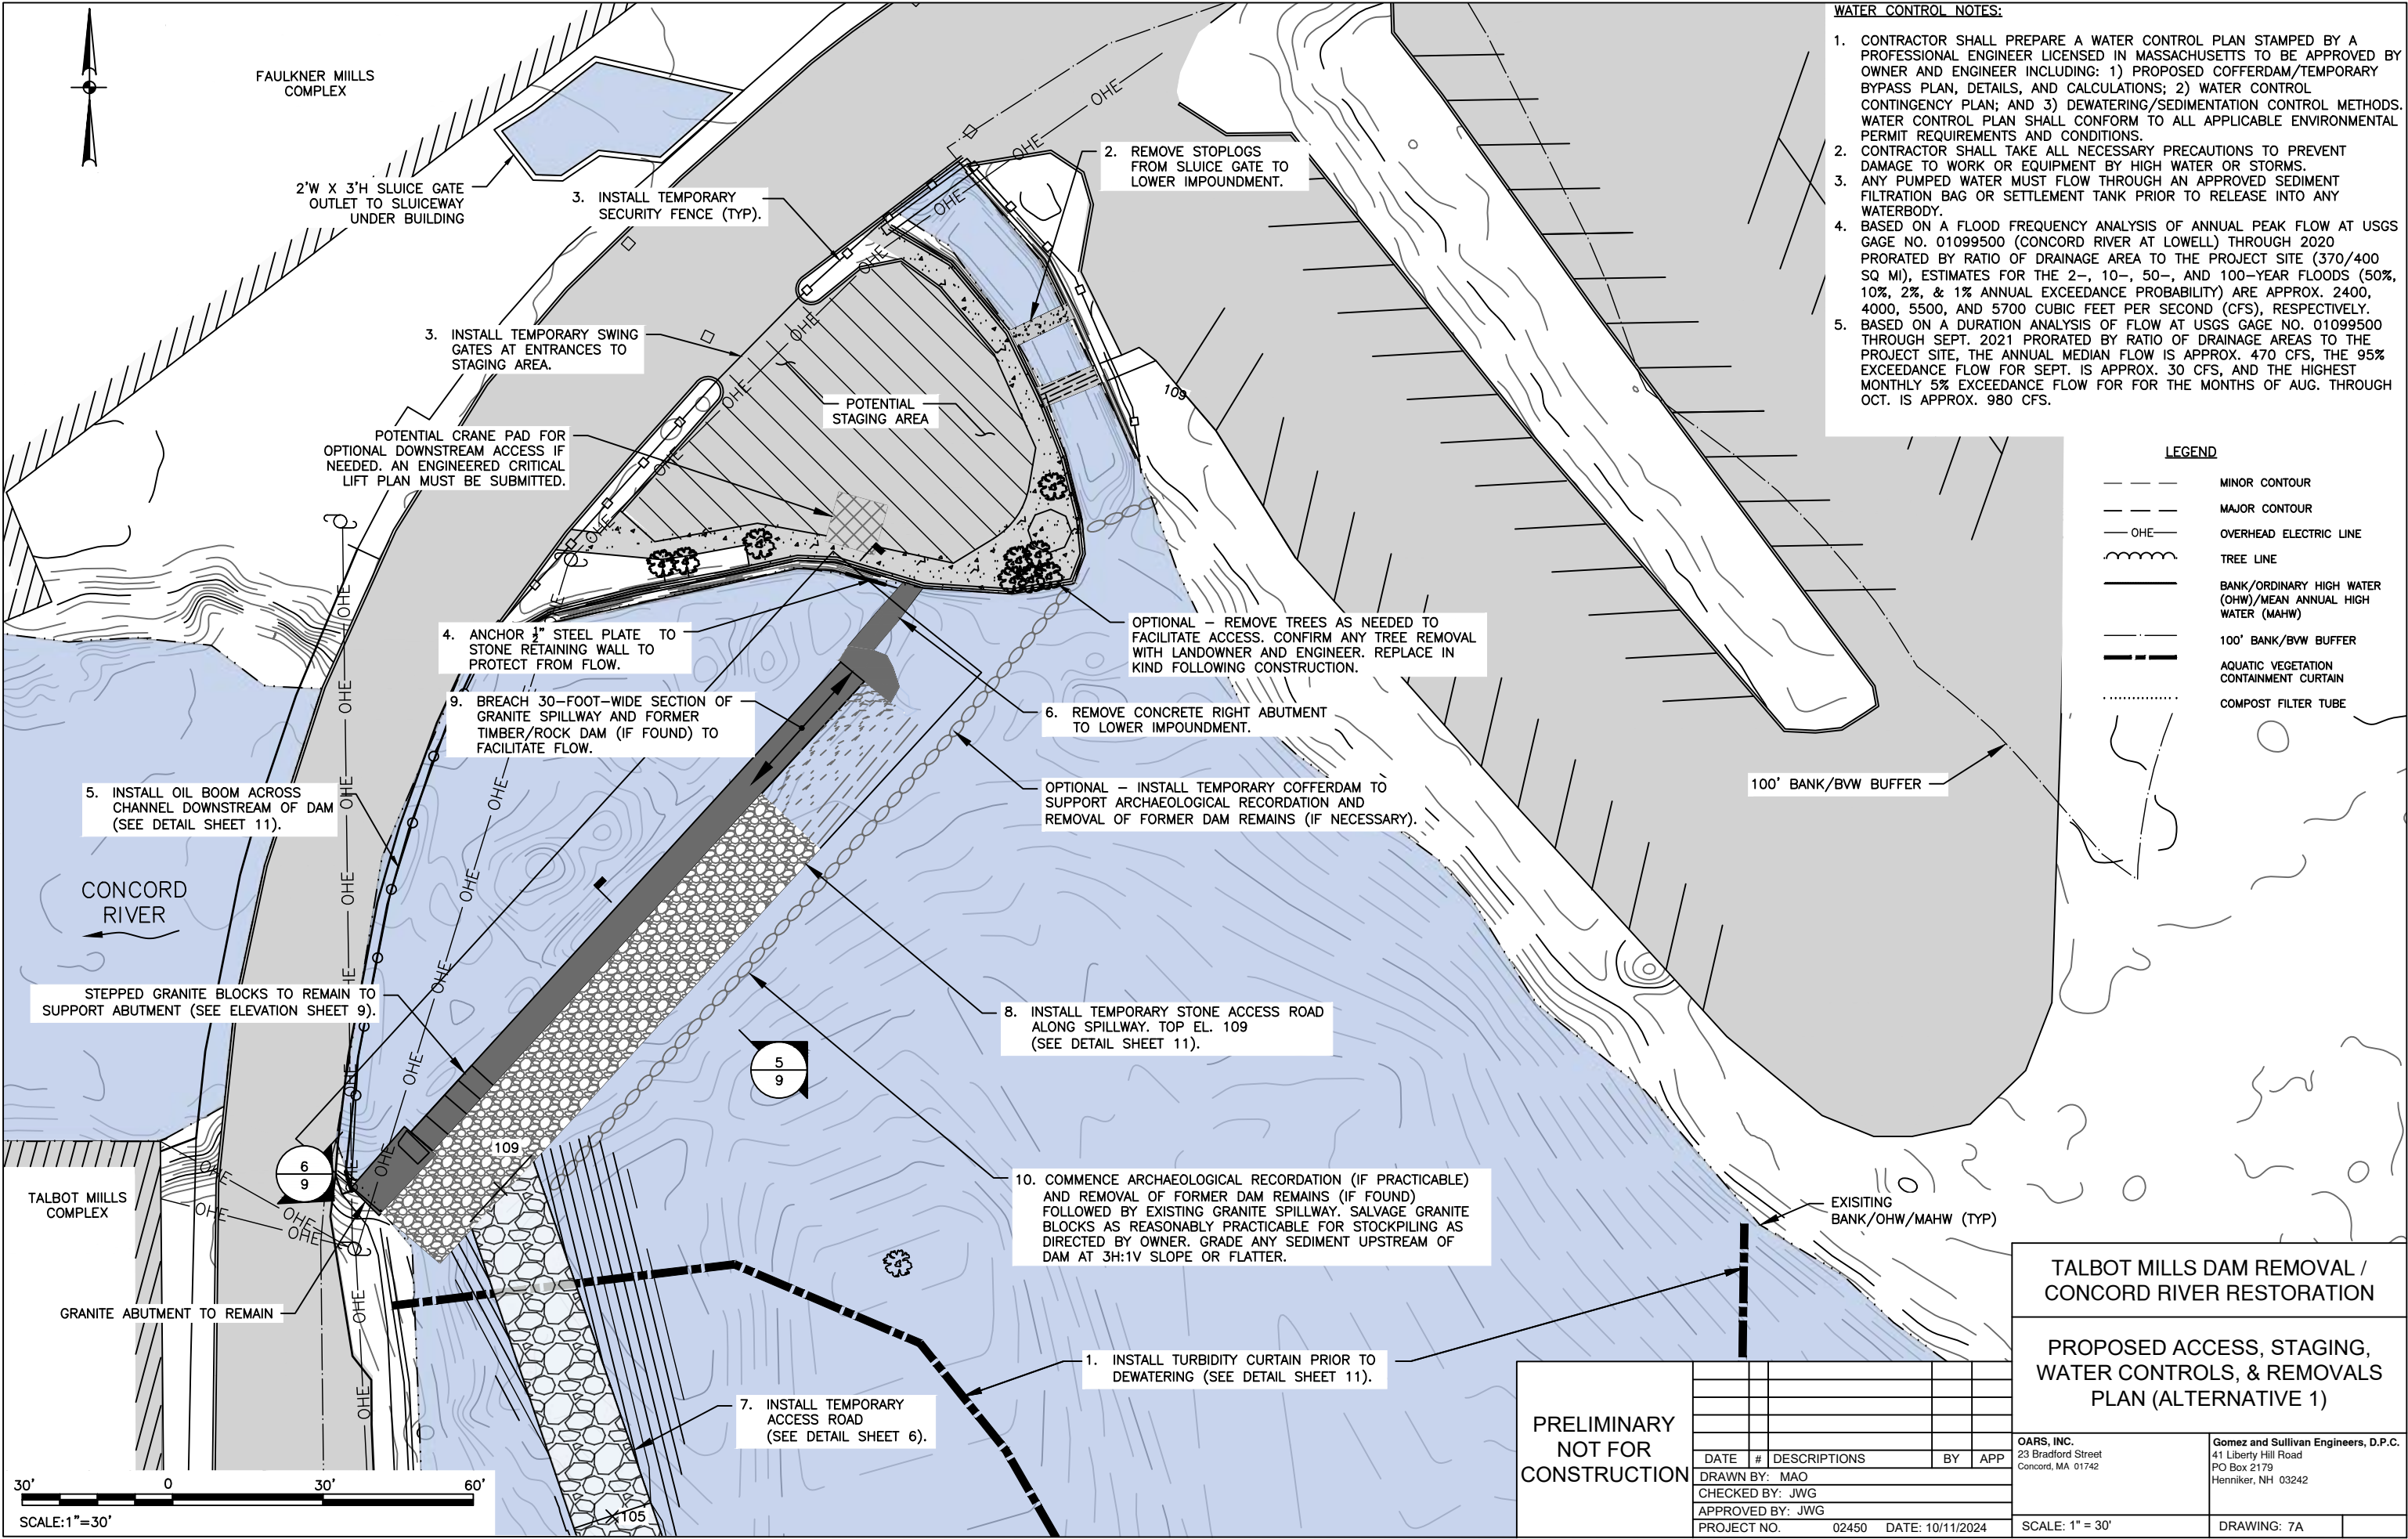 WATER CONTROL NOTES:
1. CONTRACTOR SHALL PREPARE A WATER CONTROL PLAN STAMPED BY A
PROFESSIONAL ENGINEER LICENSED IN MASSACHUSETTS TO BE APPROVED BY
OWNER AND ENGINEER INCLUDING: 1) PROPOSED COFFERDAM/TEMPORARY
BYPASS PLAN, DETAILS, AND CALCULATIONS; 2) WATER CONTROL
CONTINGENCY PLAN; AND 3) DEWATERING/SEDIMENTATION CONTROL METHODS.
WATER CONTROL PLAN SHALL CONFORM TO ALL APPLICABLE ENVIRONMENTAL
PERMIT REQUIREMENTS AND CONDITIONS.
2. CONTRACTOR SHALL TAKE ALL NECESSARY PRECAUTIONS TO PREVENT
DAMAGE TO WORK OR EQUIPMENT BY HIGH WATER OR STORMS.
3. ANY PUMPED WATER MUST FLOW THROUGH AN APPROVED SEDIMENT
FILTRATION BAG OR SETTLEMENT TANK PRIOR TO RELEASE INTO ANY
WATERBODY.
4. BASED ON A FLOOD FREQUENCY ANALYSIS OF ANNUAL PEAK FLOW AT USGS
GAGE NO. 01099500 (CONCORD RIVER AT LOWELL) THROUGH 2020
PRORATED BY RATIO OF DRAINAGE AREA TO THE PROJECT SITE (370/400
SQ MI), ESTIMATES FOR THE 2-, 10-, 50-, AND 100-YEAR FLOODS (50%,
10%, 2%, & 1% ANNUAL EXCEEDANCE PROBABILITY) ARE APPROX. 2400,
4000, 5500, AND 5700 CUBIC FEET PER SECOND (CFS), RESPECTIVELY.
5. BASED ON A DURATION ANALYSIS OF FLOW AT USGS GAGE NO. 01099500
THROUGH SEPT. 2021 PRORATED BY RATIO OF DRAINAGE AREAS TO THE
PROJECT SITE, THE ANNUAL MEDIAN FLOW IS APPROX. 470 CFS, THE 95%
EXCEEDANCE FLOW FOR SEPT. IS APPROX. 30 CFS, AND THE HIGHEST
MONTHLY 5% EXCEEDANCE FLOW FOR FOR THE MONTHS OF AUG. THROUGH
OCT. IS APPROX. 980 CFS.
LEGEND
MINOR CONTOUR
MAJOR CONTOUR
OHE
OVERHEAD ELECTRIC LINE
TREE LINE
BANK/ORDINARY HIGH WATER
(OHW)/MEAN ANNUAL HIGH
WATER (MAHW)
100' BANK/BVW BUFFER
AQUATIC VEGETATION
CONTAINMENT CURTAIN
COMPOST FILTER TUBE
FAULKNER MILLS
COMPLEX
2'W X 3'H SLUICE GATE
OUTLET TO SLUICEWAY
UNDER BUILDING
3. INSTALL TEMPORARY
SECURITY FENCE (TYP).
2. REMOVE STOPLOGS
FROM SLUICE GATE TO
LOWER IMPOUNDMENT.
3. INSTALL TEMPORARY SWING
GATES AT ENTRANCES TO
STAGING AREA.
POTENTIAL
STAGING AREA
109
POTENTIAL CRANE PAD FOR
OPTIONAL DOWNSTREAM ACCESS IF
NEEDED. AN ENGINEERED CRITICAL
LIFT PLAN MUST BE SUBMITTED.
OHE
OHE
OHE
OHE
OHE
OHE
OHE
OHE
OHE
4. ANCHOR ½" STEEL PLATE TO
STONE RETAINING WALL TO
PROTECT FROM FLOW.
OPTIONAL – REMOVE TREES AS NEEDED TO
FACILITATE ACCESS. CONFIRM ANY TREE REMOVAL
WITH LANDOWNER AND ENGINEER. REPLACE IN
KIND FOLLOWING CONSTRUCTION.
9. BREACH 30-FOOT-WIDE SECTION OF
GRANITE SPILLWAY AND FORMER
TIMBER/ROCK DAM (IF FOUND) TO
FACILITATE FLOW.
6. REMOVE CONCRETE RIGHT ABUTMENT
TO LOWER IMPOUNDMENT.
5. INSTALL OIL BOOM ACROSS
CHANNEL DOWNSTREAM OF DAM
(SEE DETAIL SHEET 11).
OPTIONAL – INSTALL TEMPORARY COFFERDAM TO
SUPPORT ARCHAEOLOGICAL RECORDATION AND
REMOVAL OF FORMER DAM REMAINS (IF NECESSARY).
100' BANK/BVW BUFFER
CONCORD
RIVER
OHE
OHE
OHE
OHE
OHE
OHE
OHE
STEPPED GRANITE BLOCKS TO REMAIN TO
SUPPORT ABUTMENT (SEE ELEVATION SHEET 9).
8. INSTALL TEMPORARY STONE ACCESS ROAD
ALONG SPILLWAY. TOP EL. 109
(SEE DETAIL SHEET 11).
5
9
109
6
9
TALBOT MIILLS
COMPLEX
OHE
OHE
OHE
OHE
OHE
OHE
OHE
OHE
10. COMMENCE ARCHAEOLOGICAL RECORDATION (IF PRACTICABLE)
AND REMOVAL OF FORMER DAM REMAINS (IF FOUND)
FOLLOWED BY EXISTING GRANITE SPILLWAY. SALVAGE GRANITE
BLOCKS AS REASONABLY PRACTICABLE FOR STOCKPILING AS
DIRECTED BY OWNER. GRADE ANY SEDIMENT UPSTREAM OF
DAM AT 3H:1V SLOPE OR FLATTER.
EXISITING
BANK/OHW/MAHW (TYP)
GRANITE ABUTMENT TO REMAIN
1. INSTALL TURBIDITY CURTAIN PRIOR TO
DEWATERING (SEE DETAIL SHEET 11).
7. INSTALL TEMPORARY
ACCESS ROAD
(SEE DETAIL SHEET 6).
105
30' 0 30' 60'
SCALE:1"=30'
PRELIMINARY
NOT FOR
CONSTRUCTION
DATE # DESCRIPTIONS BY APP
DRAWN BY: MAO
CHECKED BY: JWG
APPROVED BY: JWG
PROJECT NO. 02450 DATE: 10/11/2024
TALBOT MILLS DAM REMOVAL /
CONCORD RIVER RESTORATION
PROPOSED ACCESS, STAGING,
WATER CONTROLS, & REMOVALS
PLAN (ALTERNATIVE 1)
OARS, INC.
23 Bradford Street
Concord, MA 01742
Gomez and Sullivan Engineers, D.P.C.
41 Liberty Hill Road
PO Box 2179
Henniker, NH 03242
SCALE: 1" = 30'
DRAWING: 7A